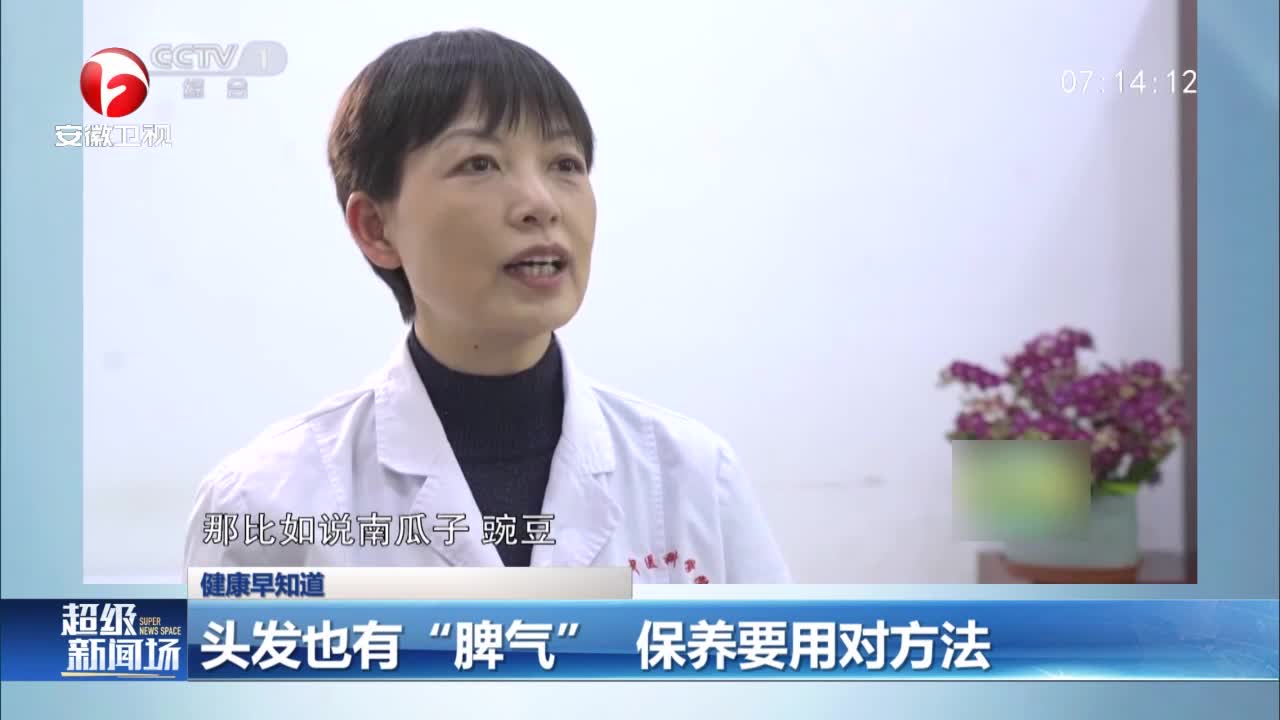 CCTV 1
综合
安徽卫视
07:14:12
那比如说南瓜子 豌豆
健康早知道
超级新闻场
SUPER NEWS SPACE
头发也有“脾气” 保养要用对方法